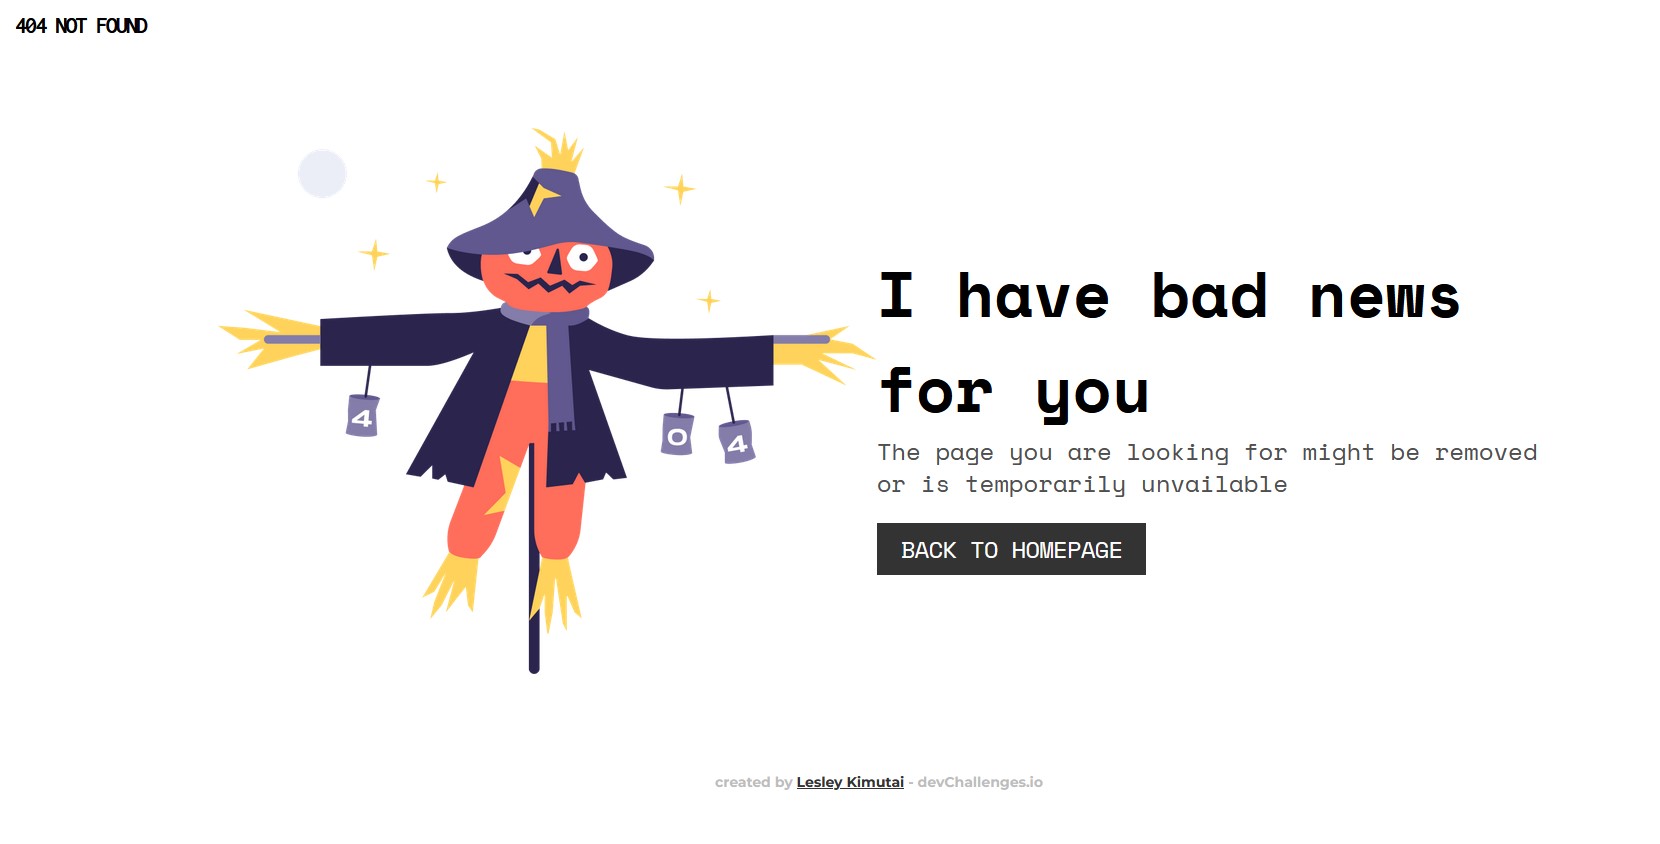 404 NOT FOUND
I have bad news
for you
The page you are looking for might be removed
or is temporarily unvailable
BACK TO HOMEPAGE
4
0
4
created by Lesley Kimutai - devChallenges.io